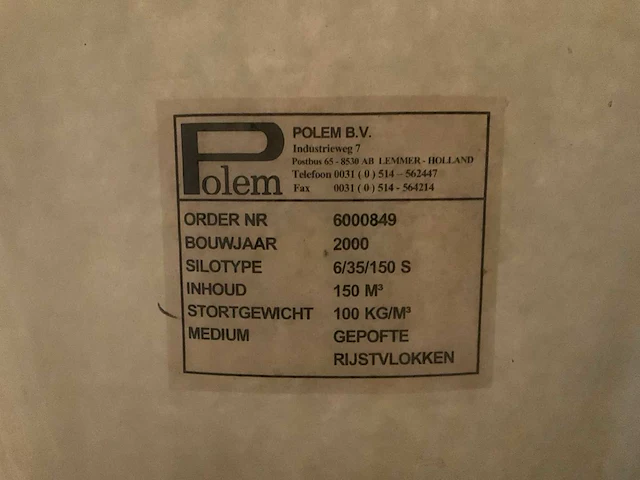 Polem
POLEM B.V.
Industrieweg 7
Postbus 65 - 8530 AB LEMMER - HOLLAND
Telefoon 0031 ( 0 ) 514 - 562447
Fax 0031 ( 0 ) 514 - 564214
ORDER NR 6000849
BOUWJAAR 2000
SILOTYPE 6/35/150 S
INHOUD 150 M³
STORTGEWICHT 100 KG/M³
MEDIUM GEPOFTE
RIJSTVLOKKEN